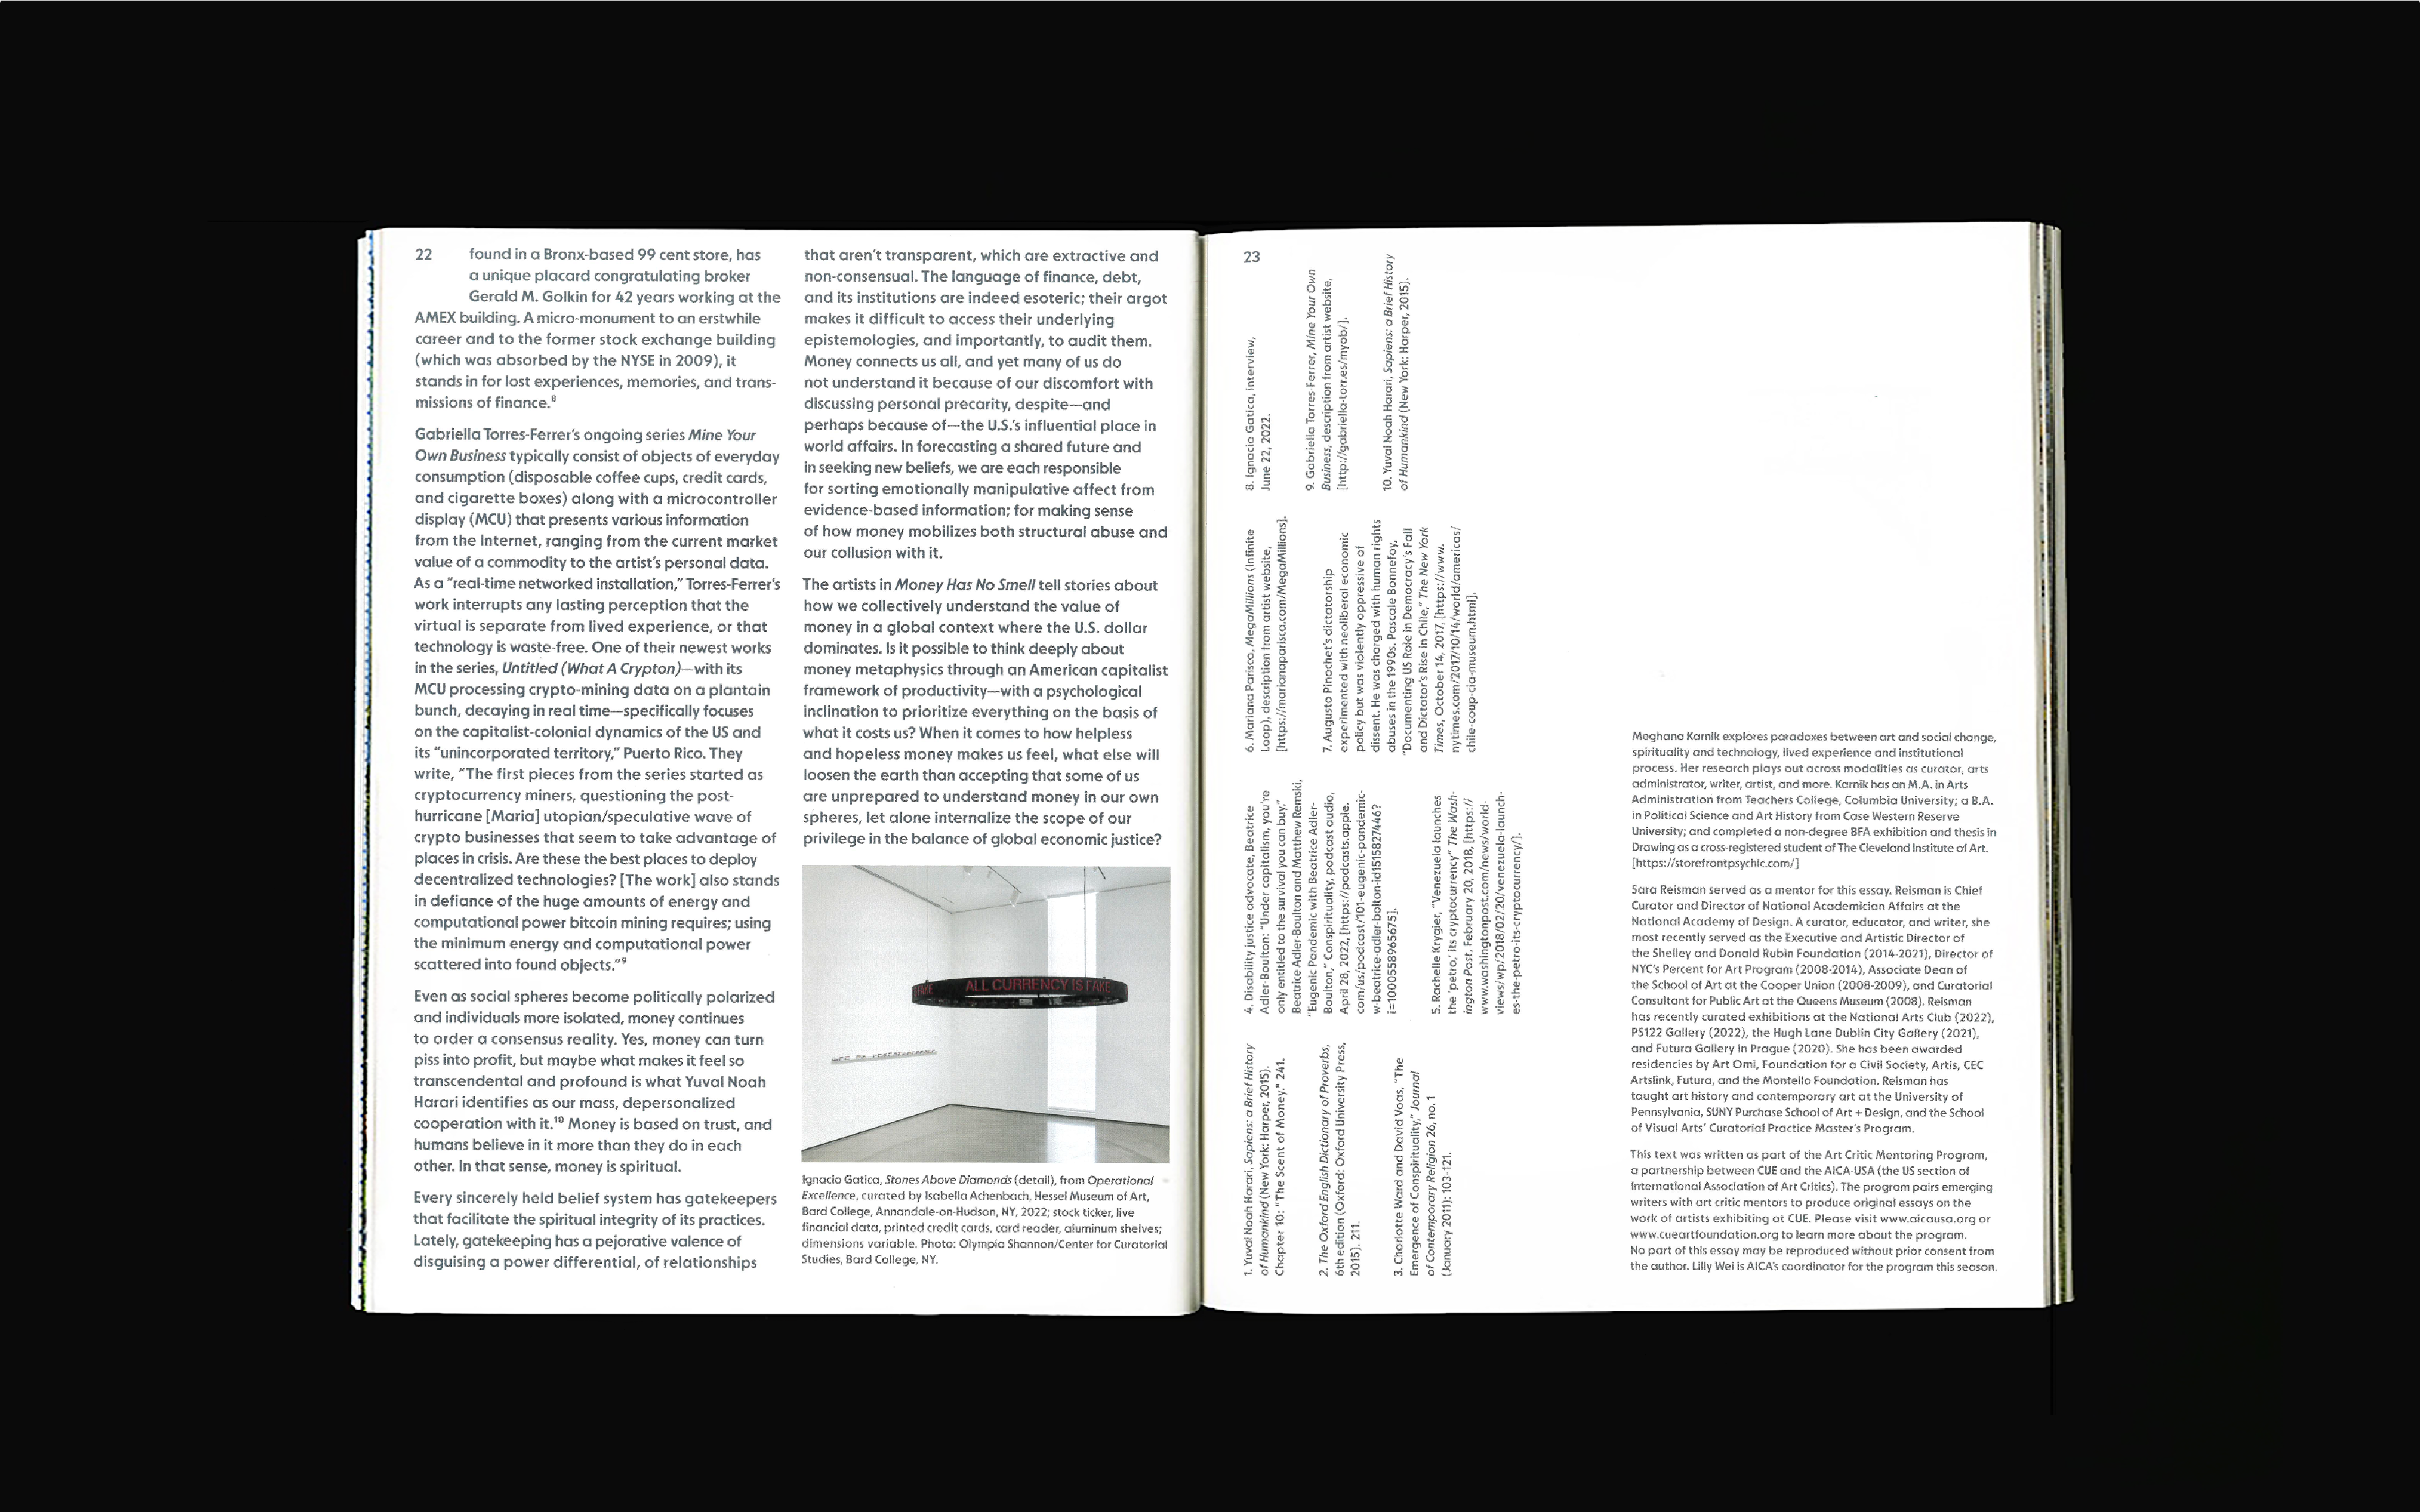 22
found in a Bronx-based 99 cent store, has
a unique placard congratulating broker
Gerald M. Golkin for 42 years working at the
AMEX building. A micro-monument to an erstwhile
career and to the former stock exchange building
(which was absorbed by the NYSE in 2009), it
stands in for lost experiences, memories, and trans-
missions of finance.⁸
Gabriella Torres-Ferrer's ongoing series Mine Your
Own Business typically consist of objects of everyday
consumption (disposable coffee cups, credit cards,
and cigarette boxes) along with a microcontroller
display (MCU) that presents various information
from the Internet, ranging from the current market
value of a commodity to the artist's personal data.
As a "real-time networked installation," Torres-Ferrer's
work interrupts any lasting perception that the
virtual is separate from lived experience, or that
technology is waste-free. One of their newest works
in the series, Untitled (What A Crypton)—with its
MCU processing crypto-mining data on a plantain
bunch, decaying in real time—specifically focuses
on the capitalist-colonial dynamics of the US and
its "unincorporated territory," Puerto Rico. They
write, "The first pieces from the series started as
cryptocurrency miners, questioning the post-
hurricane [Maria] utopian/speculative wave of
crypto businesses that seem to take advantage of
places in crisis. Are these the best places to deploy
decentralized technologies? [The work] also stands
in defiance of the huge amounts of energy and
computational power bitcoin mining requires; using
the minimum energy and computational power
scattered into found objects."⁹
Even as social spheres become politically polarized
and individuals more isolated, money continues
to order a consensus reality. Yes, money can turn
piss into profit, but maybe what makes it feel so
transcendental and profound is what Yuval Noah
Harari identifies as our mass, depersonalized
cooperation with it.¹⁰ Money is based on trust, and
humans believe in it more than they do in each
other. In that sense, money is spiritual.
Every sincerely held belief system has gatekeepers
that facilitate the spiritual integrity of its practices.
Lately, gatekeeping has a pejorative valence of
disguising a power differential, of relationships
that aren't transparent, which are extractive and
non-consensual. The language of finance, debt,
and its institutions are indeed esoteric; their argot
makes it difficult to access their underlying
epistemologies, and importantly, to audit them.
Money connects us all, and yet many of us do
not understand it because of our discomfort with
discussing personal precarity, despite—and
perhaps because of—the U.S.'s influential place in
world affairs. In forecasting a shared future and
in seeking new beliefs, we are each responsible
for sorting emotionally manipulative affect from
evidence-based information; for making sense
of how money mobilizes both structural abuse and
our collusion with it.
The artists in Money Has No Smell tell stories about
how we collectively understand the value of
money in a global context where the U.S. dollar
dominates. Is it possible to think deeply about
money metaphysics through an American capitalist
framework of productivity—with a psychological
inclination to prioritize everything on the basis of
what it costs us? When it comes to how helpless
and hopeless money makes us feel, what else will
loosen the earth than accepting that some of us
are unprepared to understand money in our own
spheres, let alone internalize the scope of our
privilege in the balance of global economic justice?
FAKE ALL CURRENCY IS FAKE
Ignacio Gatica, Stones Above Diamonds (detail), from Operational
Excellence, curated by Isabella Achenbach, Hessel Museum of Art,
Bard College, Annandale-on-Hudson, NY, 2022; stock ticker, live
financial data, printed credit cards, card reader, aluminum shelves;
dimensions variable. Photo: Olympia Shannon/Center for Curatorial
Studies, Bard College, NY.
23
1. Yuval Noah Harari, Sapiens: a Brief History
of Humankind (New York: Harper, 2015).
Chapter 10: "The Scent of Money," 241.
2. The Oxford English Dictionary of Proverbs,
6th edition (Oxford: Oxford University Press,
2015). 211.
3. Charlotte Ward and David Voas, "The
Emergence of Conspirituality," Journal
of Contemporary Religion 26, no. 1
(January 2011): 103-121.
4. Disability justice advocate, Beatrice
Adler-Boulton: "Under capitalism, you're
only entitled to the survival you can buy."
Beatrice Adler-Boulton and Matthew Remski,
"Eugenic Pandemic with Beatrice Adler-
Boulton," Conspirituality, podcast audio,
April 28, 2022, [https://podcasts.apple.
com/us/podcast/101-eugenic-pandemic-
w-beatrice-adler-bolton-id1515827446?
i=1000558965675].
5. Rachelle Krygier, "Venezuela launches
the 'petro,' its cryptocurrency" The Wash-
ington Post, February 20, 2018, [https://
www.washingtonpost.com/news/world-
views/wp/2018/02/20/venezuela-launch-
es-the-petro-its-cryptocurrency/].
6. Mariana Parisca, MegaMillions (Infinite
Loop), description from artist website,
[https://marianaparisca.com/MegaMillions].
7. Augusto Pinochet's dictatorship
experimented with neoliberal economic
policy but was violently oppressive of
dissent. He was charged with human rights
abuses in the 1990s. Pascale Bonnefoy,
"Documenting US Role in Democracy's Fall
and Dictator's Rise in Chile," The New York
Times, October 14, 2017, [https://www.
nytimes.com/2017/10/14/world/americas/
chile-coup-cia-museum.html].
8. Ignacia Gatica, interview,
June 22, 2022.
9. Gabriella Torres-Ferrer, Mine Your Own
Business, description from artist website,
[http://gabriella-torr.es/myob/].
10. Yuval Noah Harari, Sapiens: a Brief History
of Humankind (New York: Harper, 2015).
Meghana Karnik explores paradoxes between art and social change,
spirituality and technology, ilved experience and institutional
process. Her research plays out across modalities as curator, arts
administrator, writer, artist, and more. Karnik has an M.A. in Arts
Administration from Teachers College, Columbia University; a B.A.
in Political Science and Art History from Case Western Reserve
University; and completed a non-degree BFA exhibition and thesis in
Drawing as a cross-registered student of The Cleveland Institute of Art.
[https://storefrontpsychic.com/]
Sara Reisman served as a mentor for this essay. Reisman is Chief
Curator and Director of National Academician Affairs at the
National Academy of Design. A curator, educator, and writer, she
most recently served as the Executive and Artistic Director of
the Shelley and Donald Rubin Foundation (2014-2021), Director of
NYC's Percent for Art Program (2008-2014), Associate Dean of
the School of Art at the Cooper Union (2008-2009), and Curatorial
Consultant for Public Art at the Queens Museum (2008). Reisman
has recently curated exhibitions at the National Arts Club (2022),
PS122 Gallery (2022), the Hugh Lane Dublin City Gallery (2021),
and Futura Gallery in Prague (2020). She has been awarded
residencies by Art Omi, Foundation for a Civil Society, Artis, CEC
Artslink, Futura, and the Montello Foundation. Reisman has
taught art history and contemporary art at the University of
Pennsylvania, SUNY Purchase School of Art + Design, and the School
of Visual Arts' Curatorial Practice Master's Program.
This text was written as part of the Art Critic Mentoring Program,
a partnership between CUE and the AICA-USA (the US section of
International Association of Art Critics). The program pairs emerging
writers with art critic mentors to produce original essays on the
work of artists exhibiting at CUE. Please visit www.aicausa.org or
www.cueartfoundation.org to learn more about the program.
No part of this essay may be reproduced without prior consent from
the author. Lilly Wei is AICA's coordinator for the program this season.